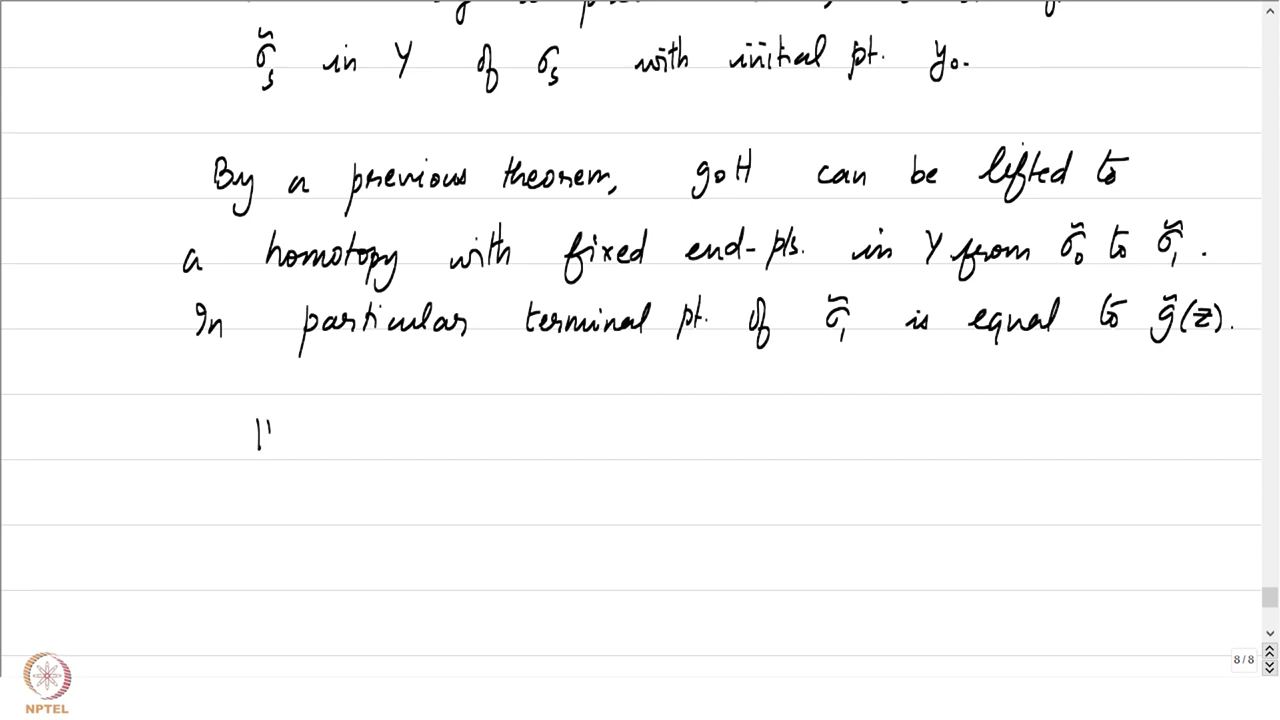 σ̃ₛ in Y of σₛ with initial pt. y₀.
By a previous theorem, g∘H can be lifted to
a homotopy with fixed end-pts. in Y from σ̃₀ to σ̃₁.
In particular terminal pt. of σ̃₁ is equal to g̃(z).
8 / 8
NPTEL